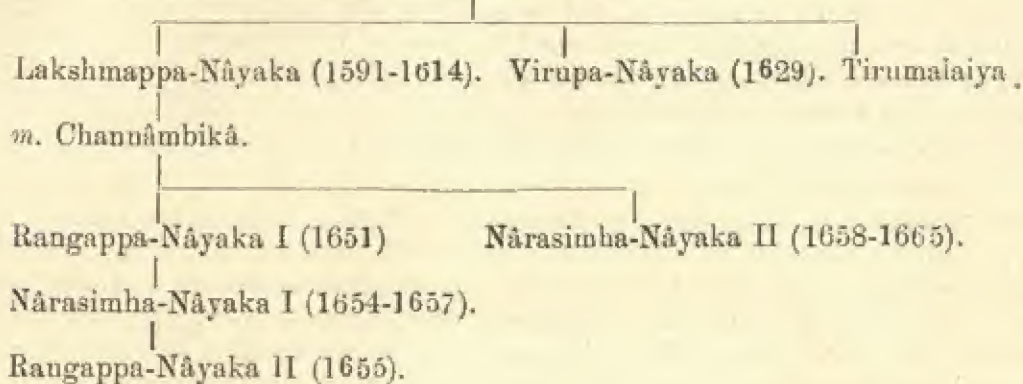 Lakshmappa-Nâyaka (1591-1614). Virupa-Nâyaka (1629). Tirumalaiya.
m. Channâmbikâ.
Rangappa-Nâyaka I (1651) Nârasimha-Nâyaka II (1658-1665).
Nârasimha-Nâyaka I (1654-1657).
Rangappa-Nâyaka II (1655).